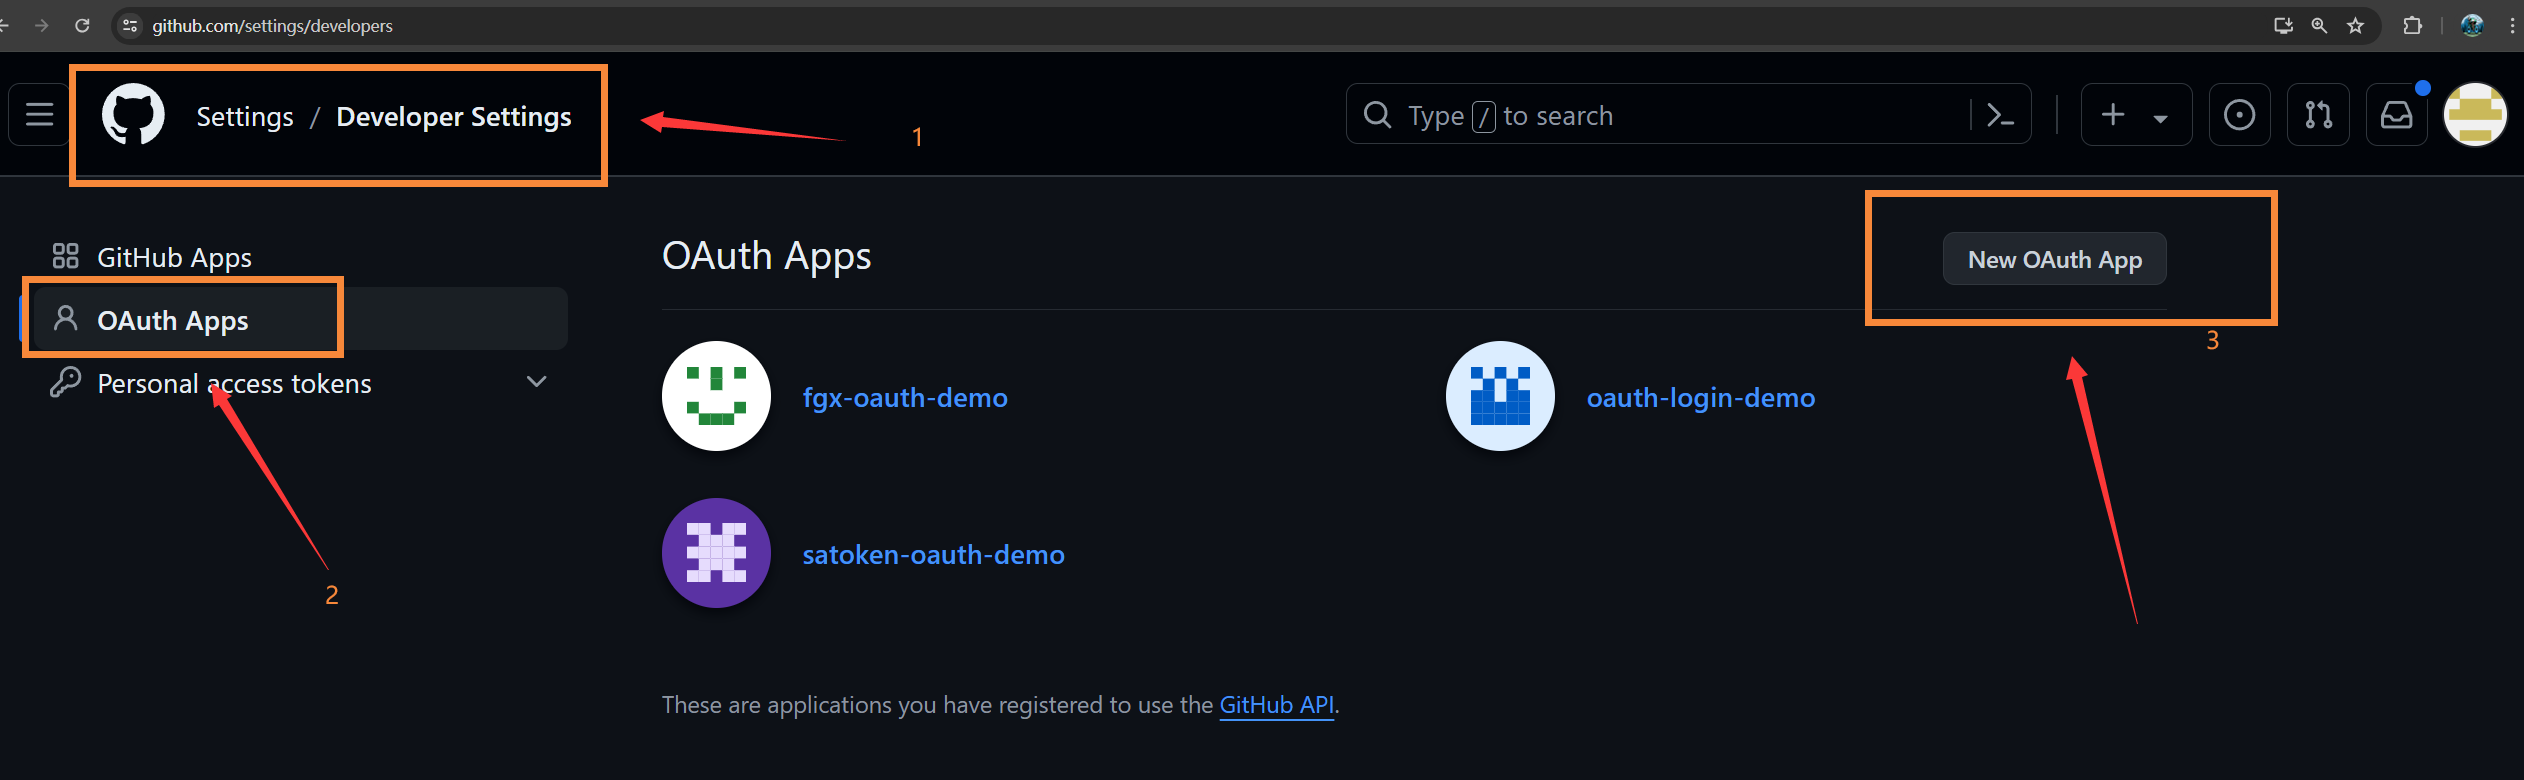 github.com/settings/developers
Settings / Developer Settings
1
Type / to search
GitHub Apps
OAuth Apps
Personal access tokens
2
OAuth Apps
New OAuth App
3
fgx-oauth-demo
oauth-login-demo
satoken-oauth-demo
These are applications you have registered to use the GitHub API.